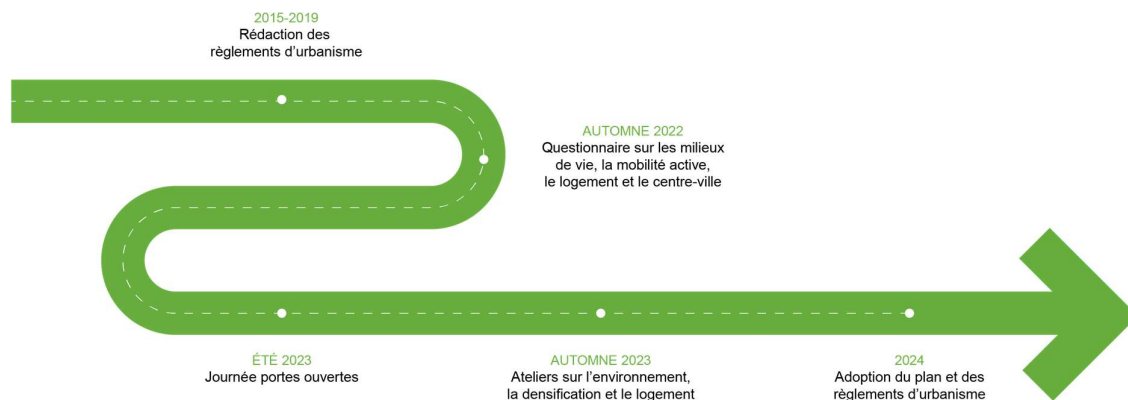 2015-2019
Rédaction des
règlements d’urbanisme
AUTOMNE 2022
Questionnaire sur les milieux
de vie, la mobilité active,
le logement et le centre-ville
ÉTÉ 2023
Journée portes ouvertes
AUTOMNE 2023
Ateliers sur l’environnement,
la densification et le logement
2024
Adoption du plan et des
règlements d’urbanisme